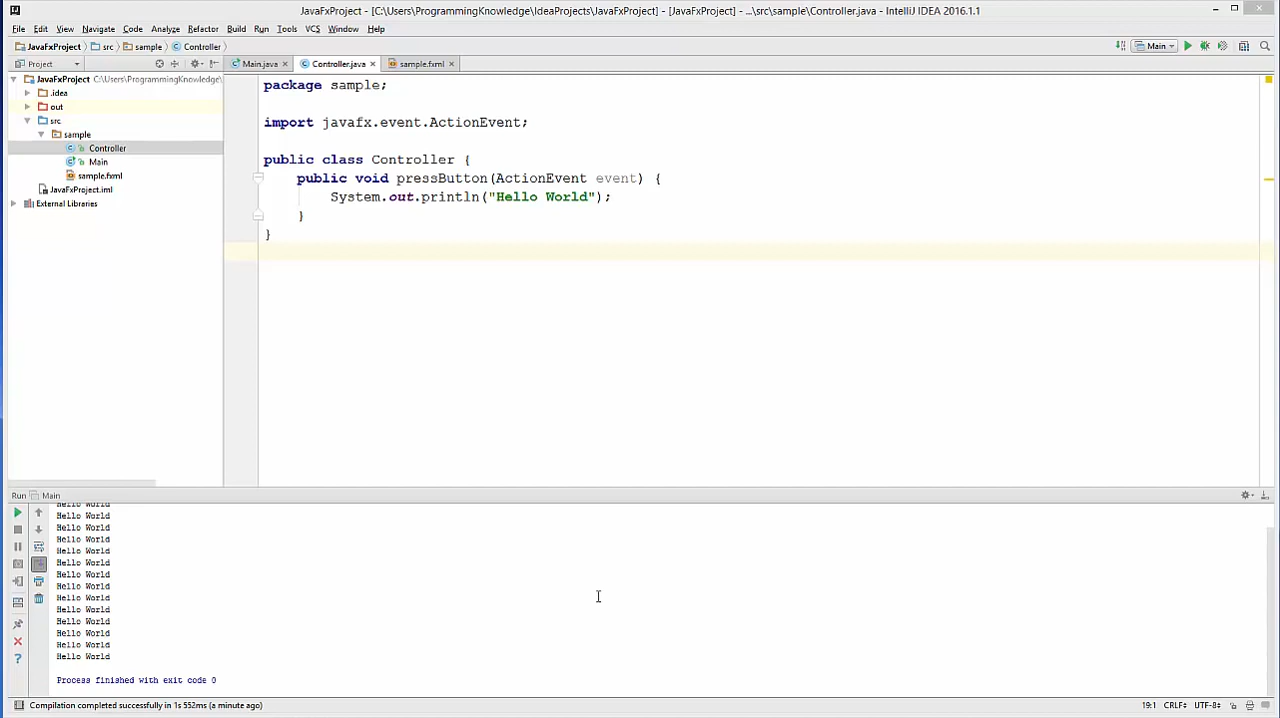 JavaFxProject - [C:\Users\ProgrammingKnowledge\IdeaProjects\JavaFxProject] - [JavaFxProject] - ...\src\sample\Controller.java - IntelliJ IDEA 2016.1.1
File Edit View Navigate Code Analyze Refactor Build Run Tools VCS Window Help
JavaFxProject src sample Controller Main
Project Main.java Controller.java sample.fxml
JavaFxProject C:\Users\ProgrammingKnowledge\
.idea
out
src
sample
Controller
Main
sample.fxml
JavaFxProject.iml
External Libraries
package sample;
import javafx.event.ActionEvent;
public class Controller {
public void pressButton(ActionEvent event) {
System.out.println("Hello World");
}
}
Run Main
Hello World
Hello World
Hello World
Hello World
Hello World
Hello World
Hello World
Hello World
Hello World
Hello World
Hello World
Hello World
Hello World
Hello World
Process finished with exit code 0
Compilation completed successfully in 1s 552ms (a minute ago) 19:1 CRLF UTF-8